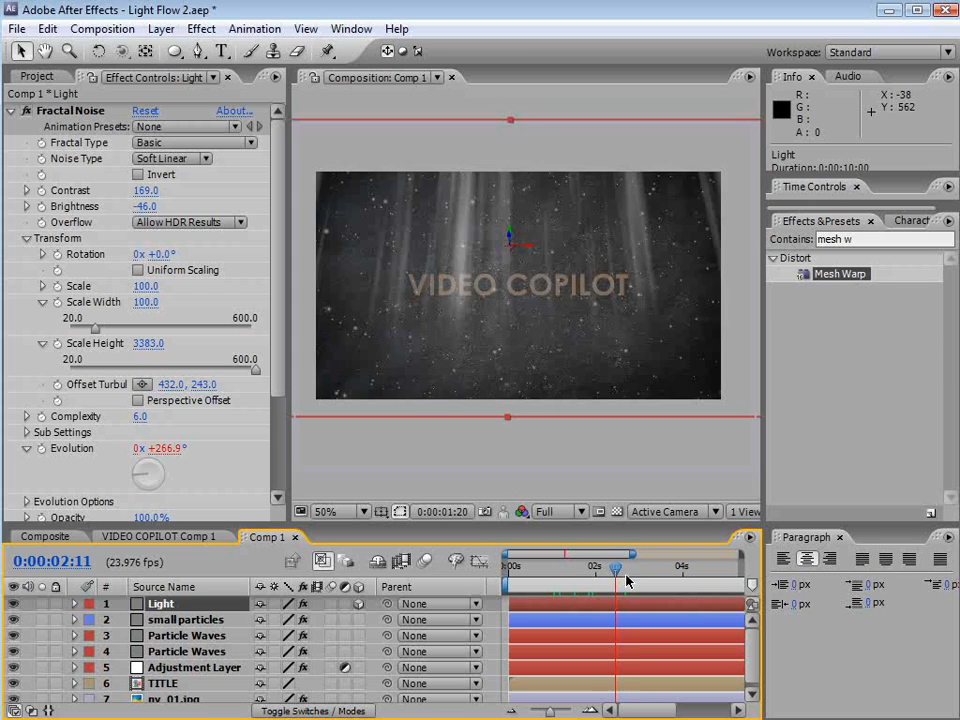 Adobe After Effects - Light Flow 2.aep *
File Edit Composition Layer Effect Animation View Window Help
Workspace: Standard
Project Effect Controls: Light
Composition: Comp 1
Info Audio
Comp 1 * Light
Fractal Noise Reset About...
Animation Presets: None
Fractal Type Basic
Noise Type Soft Linear
Invert
Contrast 169.0
Brightness -46.0
Overflow Allow HDR Results
Transform
Rotation 0x +0.0°
Uniform Scaling
Scale 100.0
Scale Width 100.0
20.0 600.0
Scale Height 3383.0
20.0 600.0
Offset Turbul 432.0, 243.0
Perspective Offset
Complexity 6.0
Sub Settings
Evolution 0x +266.9°
Evolution Options
Opacity 100.0%
VIDEO COPILOT
50% 0:00:01:20 Full Active Camera 1 View
R :
G :
B :
A : 0
X : -38
Y : 562
Light
Duration: 0:00:10:00
Time Controls
Effects & Presets Charact
Contains: mesh w
Distort
Mesh Warp
Paragraph
0 px 0 px 0 px
0 px 0 px
Composite VIDEO COPILOT Comp 1 Comp 1
0:00:02:11 (23.976 fps)
:00s 02s 04s
# Source Name Parent
1 Light None
2 small particles None
3 Particle Waves None
4 Particle Waves None
5 Adjustment Layer None
6 TITLE None
7 ny_01.jpg
Toggle Switches / Modes